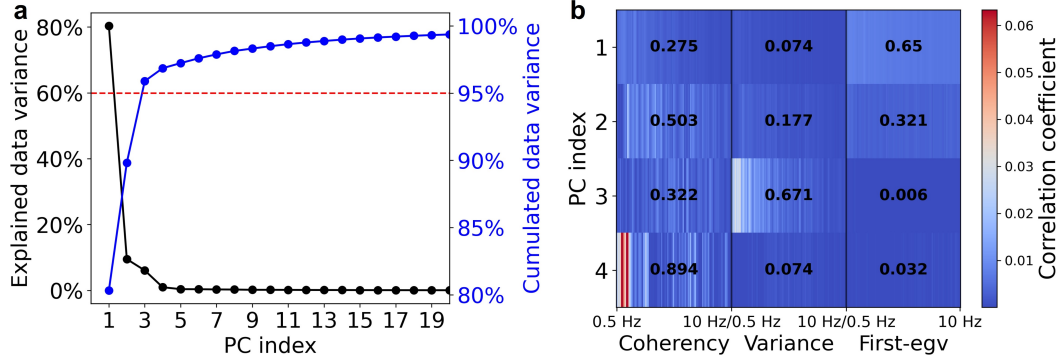 a
80%
60%
40%
20%
0%
Explained data variance
100%
95%
90%
85%
80%
Cumulated data variance
1 3 5 7 9 11 13 15 17 19
PC index
b
PC index
1 0.275 0.074 0.65
2 0.503 0.177 0.321
3 0.322 0.671 0.006
4 0.894 0.074 0.032
0.5 Hz 10 Hz/0.5 Hz 10 Hz/0.5 Hz 10 Hz
Coherency Variance First-egv
0.06
0.05
0.04
0.03
0.02
0.01
Correlation coefficient